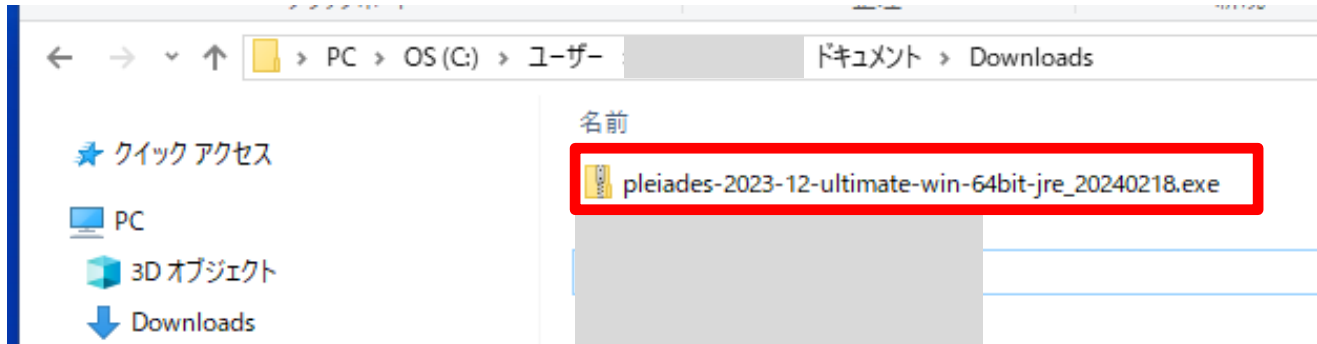 PC > OS (C:) > ユーザー ドキュメント > Downloads
名前
クイック アクセス
pleiades-2023-12-ultimate-win-64bit-jre_20240218.exe
PC
3D オブジェクト
Downloads